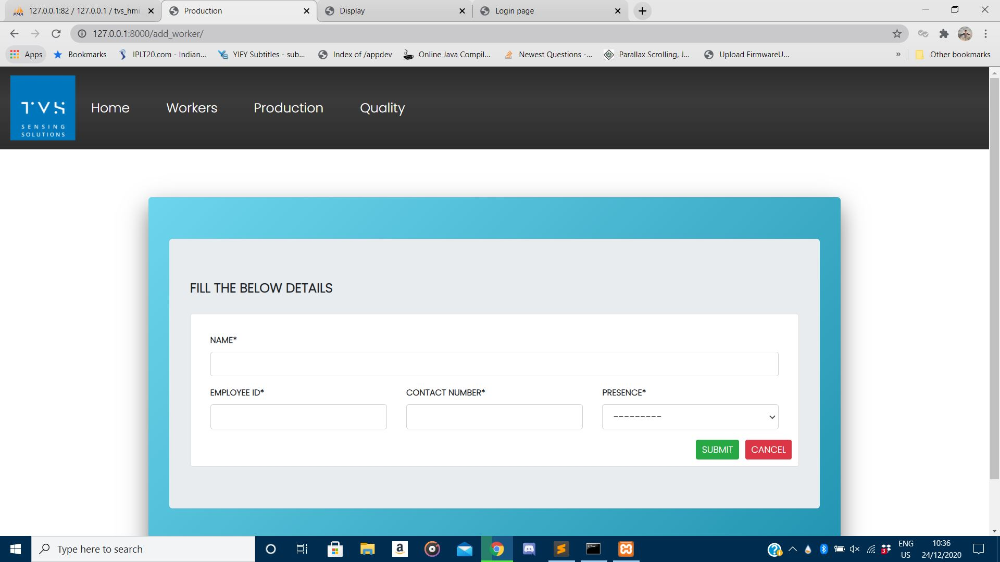 127.0.0.1:82 / 127.0.0.1 / tvs_hmi
Production
Display
Login page
127.0.0.1:8000/add_worker/
Apps
Bookmarks
IPLT20.com - Indian...
YIFY Subtitles - sub...
Index of /appdev
Online Java Compil...
Newest Questions -...
Parallax Scrolling, J...
Upload FirmwareU...
»
Other bookmarks
TVS
SENSING
SOLUTIONS
Home
Workers
Production
Quality
FILL THE BELOW DETAILS
NAME*
EMPLOYEE ID*
CONTACT NUMBER*
PRESENCE*
---------
SUBMIT
CANCEL
Type here to search
ENG
US
10:36
24/12/2020